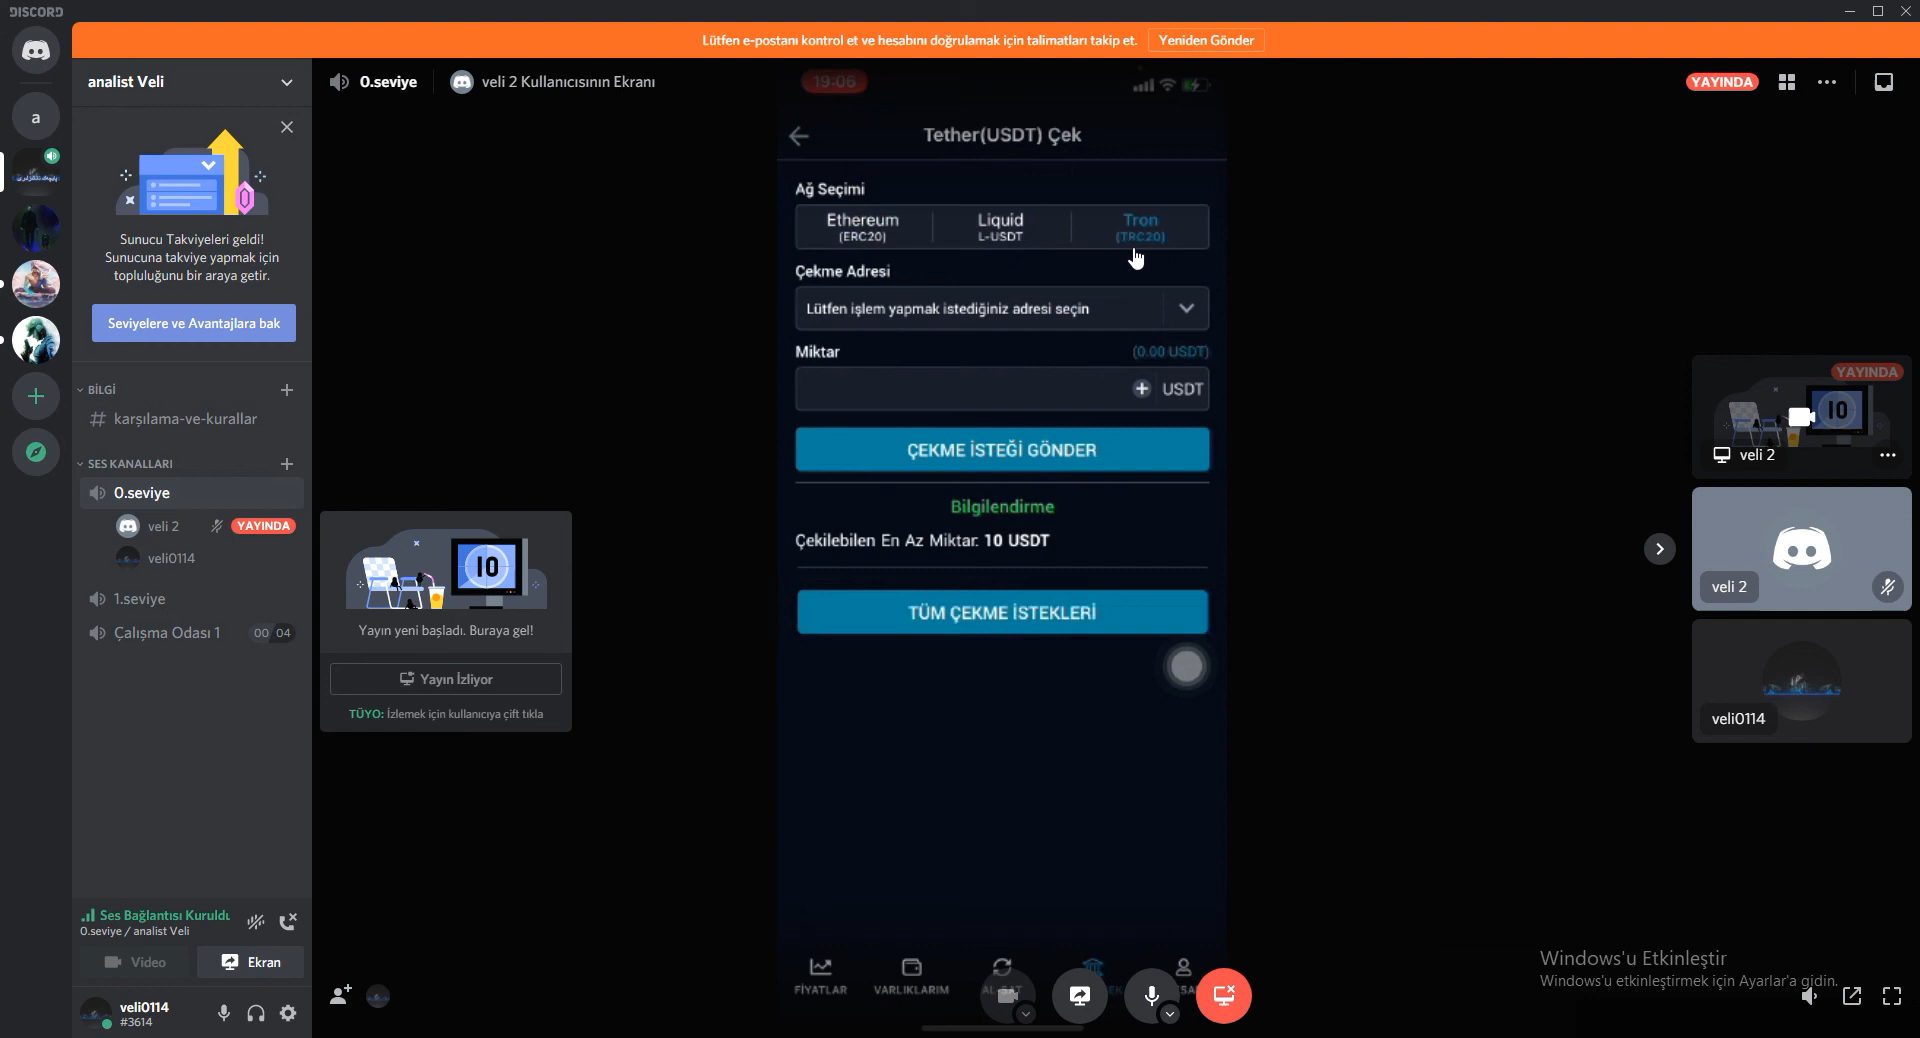 DISCORD
Lütfen e-postanı kontrol et ve hesabını doğrulamak için talimatları takip et. Yeniden Gönder
analist Veli
0.seviye
veli 2 Kullanıcısının Ekranı
YAYINDA
a
Sunucu Takviyeleri geldi!
Sunucuna takviye yapmak için
topluluğunu bir araya getir.
Seviyelere ve Avantajlara bak
BİLGİ
karşılama-ve-kurallar
SES KANALLARI
0.seviye
veli 2 YAYINDA
veli0114
1.seviye
Çalışma Odası 1 00 04
Ses Bağlantısı Kuruldu
0.seviye / analist Veli
Video
Ekran
veli0114
#3614
10
Yayın yeni başladı. Buraya gel!
Yayın İzliyor
TÜYO: İzlemek için kullanıcıya çift tıkla
19:06
Tether(USDT) Çek
Ağ Seçimi
Ethereum
(ERC20)
Liquid
L-USDT
Tron
(TRC20)
Çekme Adresi
Lütfen işlem yapmak istediğiniz adresi seçin
Miktar (0.00 USDT)
USDT
ÇEKME İSTEĞİ GÖNDER
Bilgilendirme
Çekilebilen En Az Miktar: 10 USDT
TÜM ÇEKME İSTEKLERİ
FİYATLAR
VARLIKLARIM
YAYINDA
10
veli 2
veli 2
veli0114
Windows'u Etkinleştir
Windows'u etkinleştirmek için Ayarlar'a gidin.